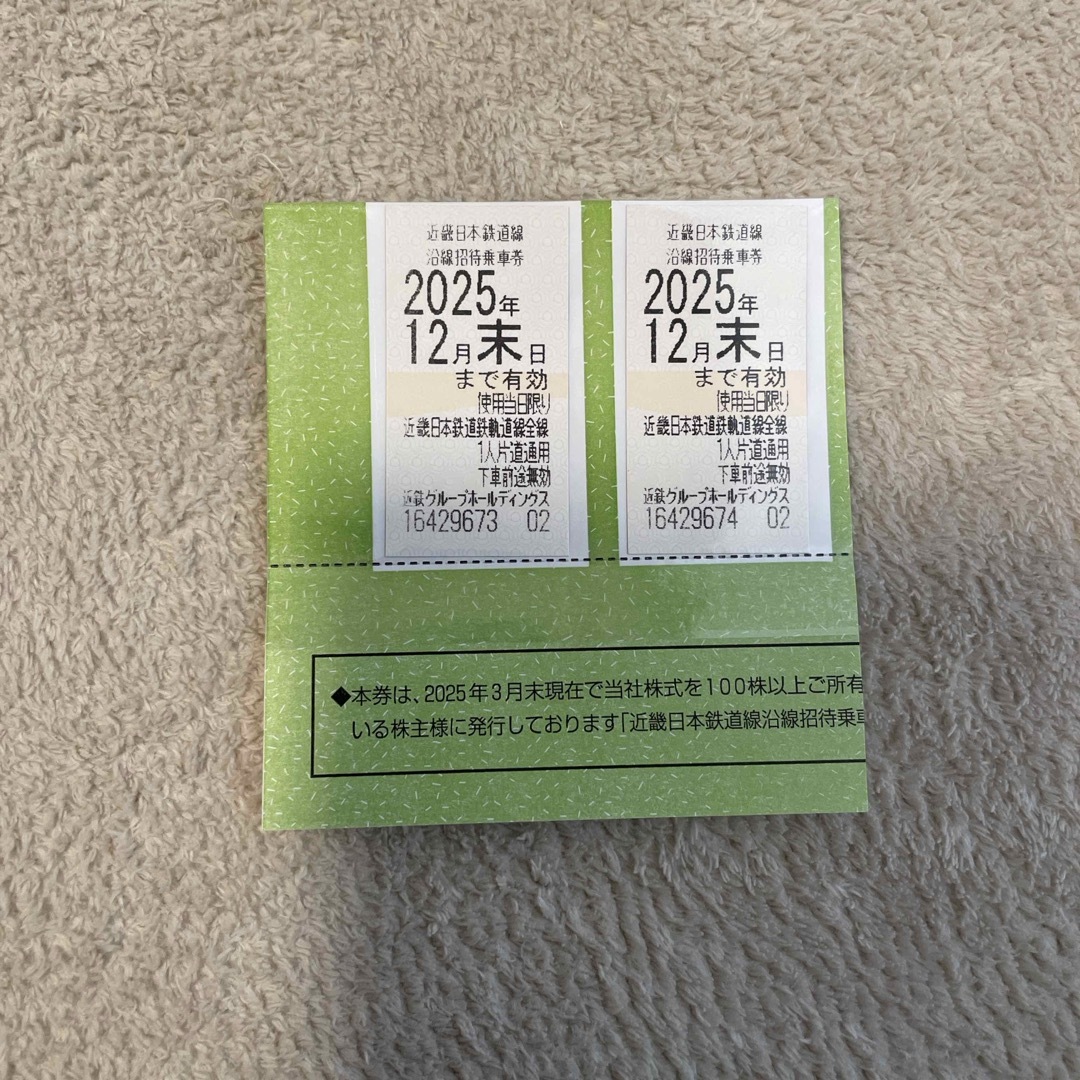 近畿日本鉄道線
沿線招待乗車券
2025年
12月末日
まで有効
使用当日限り
近畿日本鉄道鉄軌道線全線
1人片道通用
下車前途無効
近鉄グループホールディングス
16429673 02
近畿日本鉄道線
沿線招待乗車券
2025年
12月末日
まで有効
使用当日限り
近畿日本鉄道鉄軌道線全線
1人片道通用
下車前途無効
近鉄グループホールディングス
16429674 02
◆本券は、2025年3月末現在で当社株式を100株以上ご所有
いる株主様に発行しております「近畿日本鉄道線沿線招待乗車